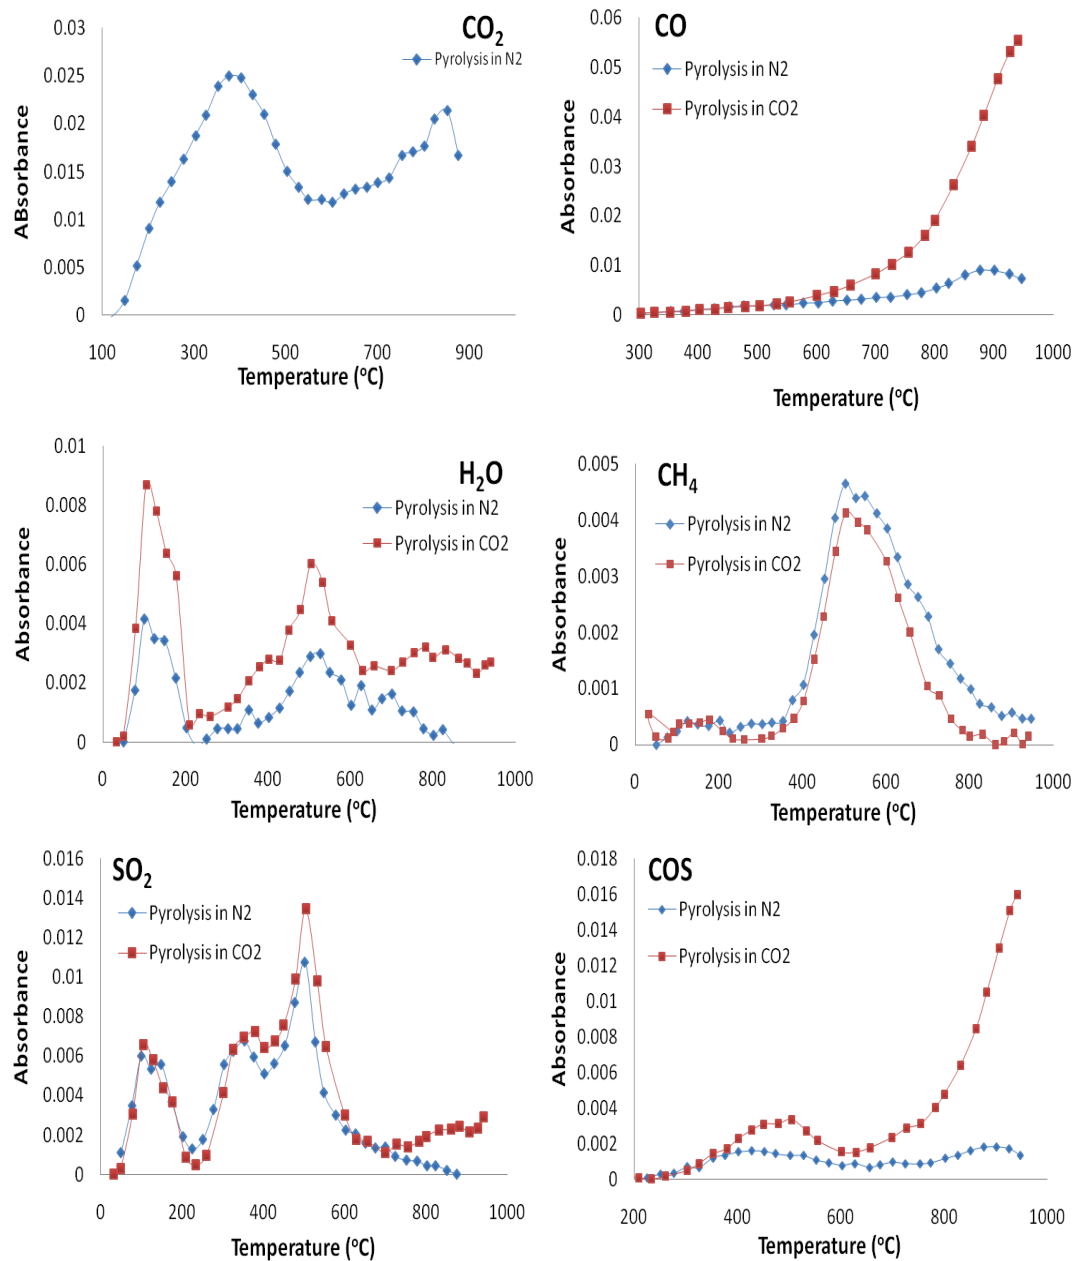 CO2
Pyrolysis in N2
0.03
0.025
0.02
0.015
0.01
0.005
0
ABsorbance
100 300 500 700 900
Temperature (oC)
CO
Pyrolysis in N2
Pyrolysis in CO2
0.06
0.05
0.04
0.03
0.02
0.01
0
Absorbance
300 400 500 600 700 800 900 1000
Temperature (oC)
H2O
Pyrolysis in N2
Pyrolysis in CO2
0.01
0.008
0.006
0.004
0.002
0
Absorbance
0 200 400 600 800 1000
Temperature (oC)
CH4
Pyrolysis in N2
Pyrolysis in CO2
0.005
0.004
0.003
0.002
0.001
0
Absorbance
0 200 400 600 800 1000
Temperature (oC)
SO2
Pyrolysis in N2
Pyrolysis in CO2
0.016
0.014
0.012
0.01
0.008
0.006
0.004
0.002
0
Absorbance
0 200 400 600 800 1000
Temperature (oC)
COS
Pyrolysis in N2
Pyrolysis in CO2
0.018
0.016
0.014
0.012
0.01
0.008
0.006
0.004
0.002
0
Absorbance
200 400 600 800 1000
Temperature (oC)